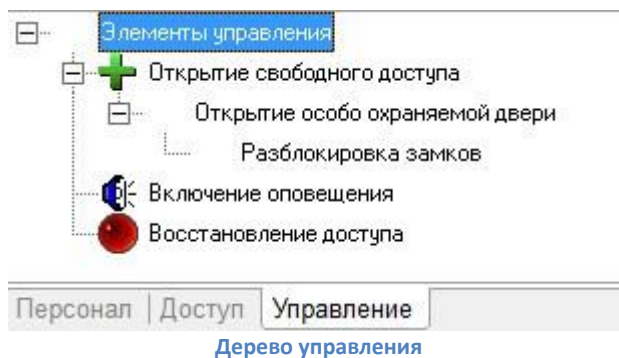 Элементы управления
Открытие свободного доступа
Открытие особо охраняемой двери
Разблокировка замков
Включение оповещения
Восстановление доступа
Персонал | Доступ Управление
Дерево управления